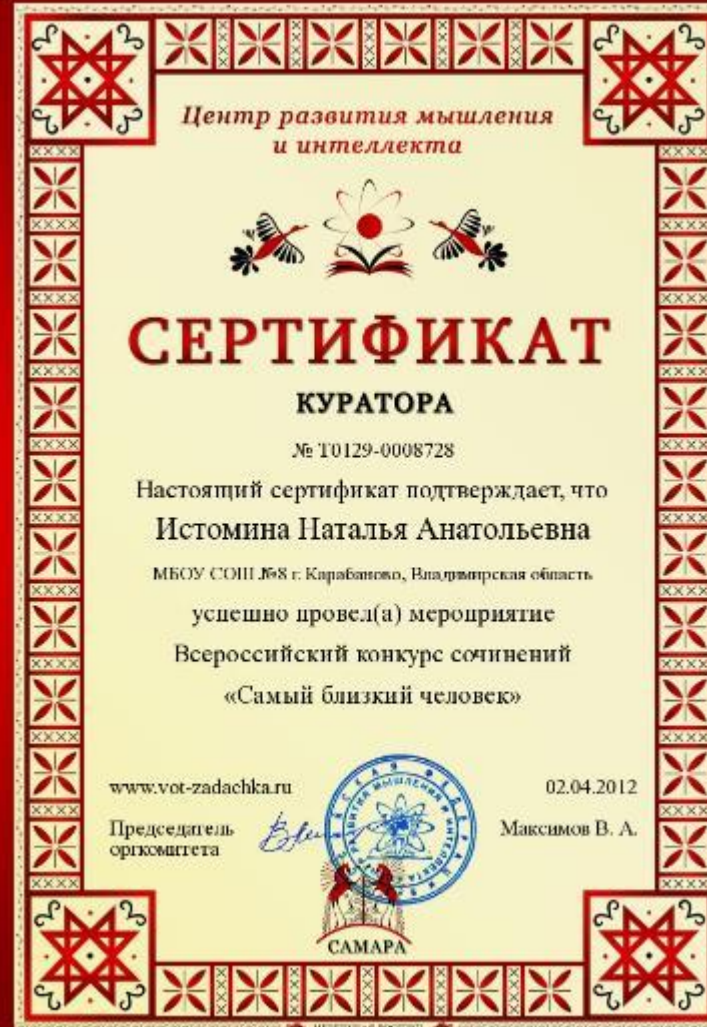 Центр развития мышления
и интеллекта
СЕРТИФИКАТ
КУРАТОРА
№ Т0129-0008728
Настоящий сертификат подтверждает, что
Истомина Наталья Анатольевна
МБОУ СОШ №8 г. Карабаново, Владимирская область
успешно провел(а) мероприятие
Всероссийский конкурс сочинений
«Самый близкий человек»
www.vot-zadachka.ru
02.04.2012
Председатель
оргкомитета
Максимов В. А.
САМАРА